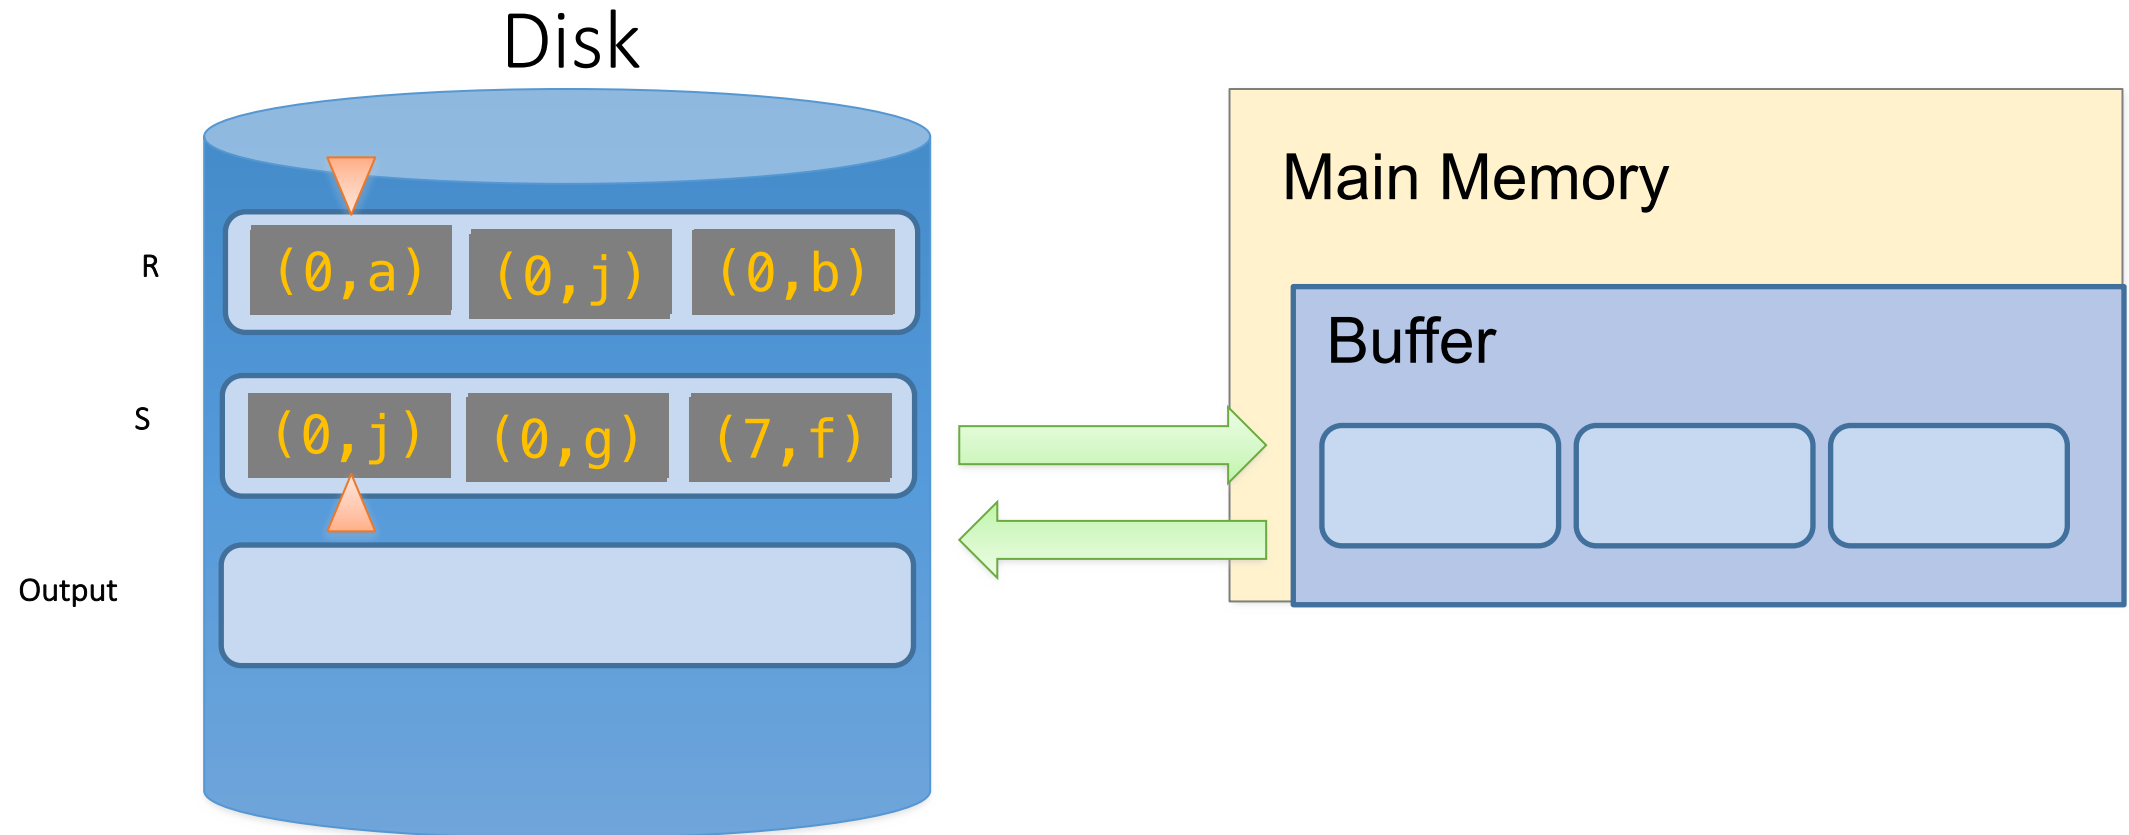 Disk
Main Memory
R
(0,a) (0,j) (0,b)
Buffer
S
(0,j) (0,g) (7,f)
Output